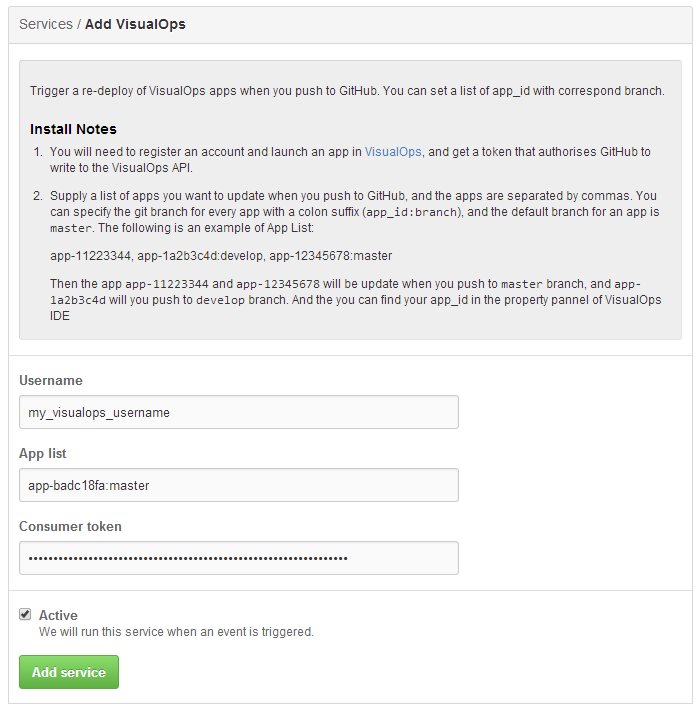 Services / Add VisualOps
Trigger a re-deploy of VisualOps apps when you push to GitHub. You can set a list of app_id with correspond branch.
Install Notes
1. You will need to register an account and launch an app in VisualOps, and get a token that authorises GitHub to
write to the VisualOps API.
2. Supply a list of apps you want to update when you push to GitHub, and the apps are separated by commas. You
can specify the git branch for every app with a colon suffix (app_id:branch), and the default branch for an app is
master. The following is an example of App List:
app-11223344, app-1a2b3c4d:develop, app-12345678:master
Then the app app-11223344 and app-12345678 will be update when you push to master branch, and app-
1a2b3c4d will you push to develop branch. And the you can find your app_id in the property pannel of VisualOps
IDE
Username
my_visualops_username
App list
app-badc18fa:master
Consumer token
Active
We will run this service when an event is triggered.
Add service